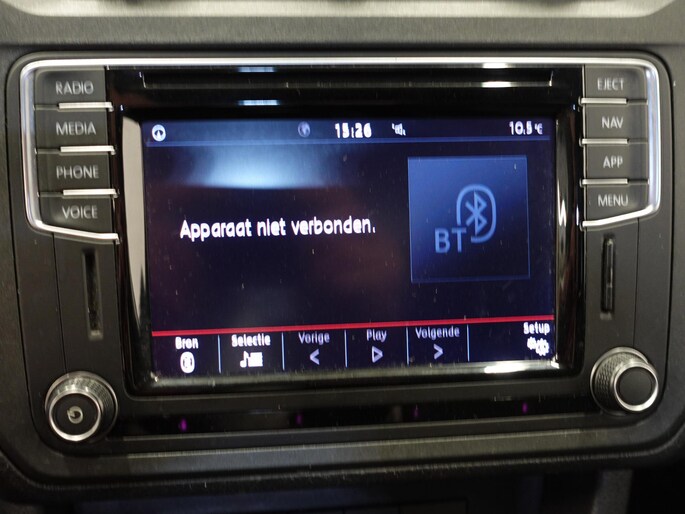 RADIO
MEDIA
PHONE
VOICE
EJECT
NAV
APP
MENU
15:26
10.5°C
Apparaat niet verbonden.
BT
Bron
Selectie
Vorige
Play
Volgende
Setup